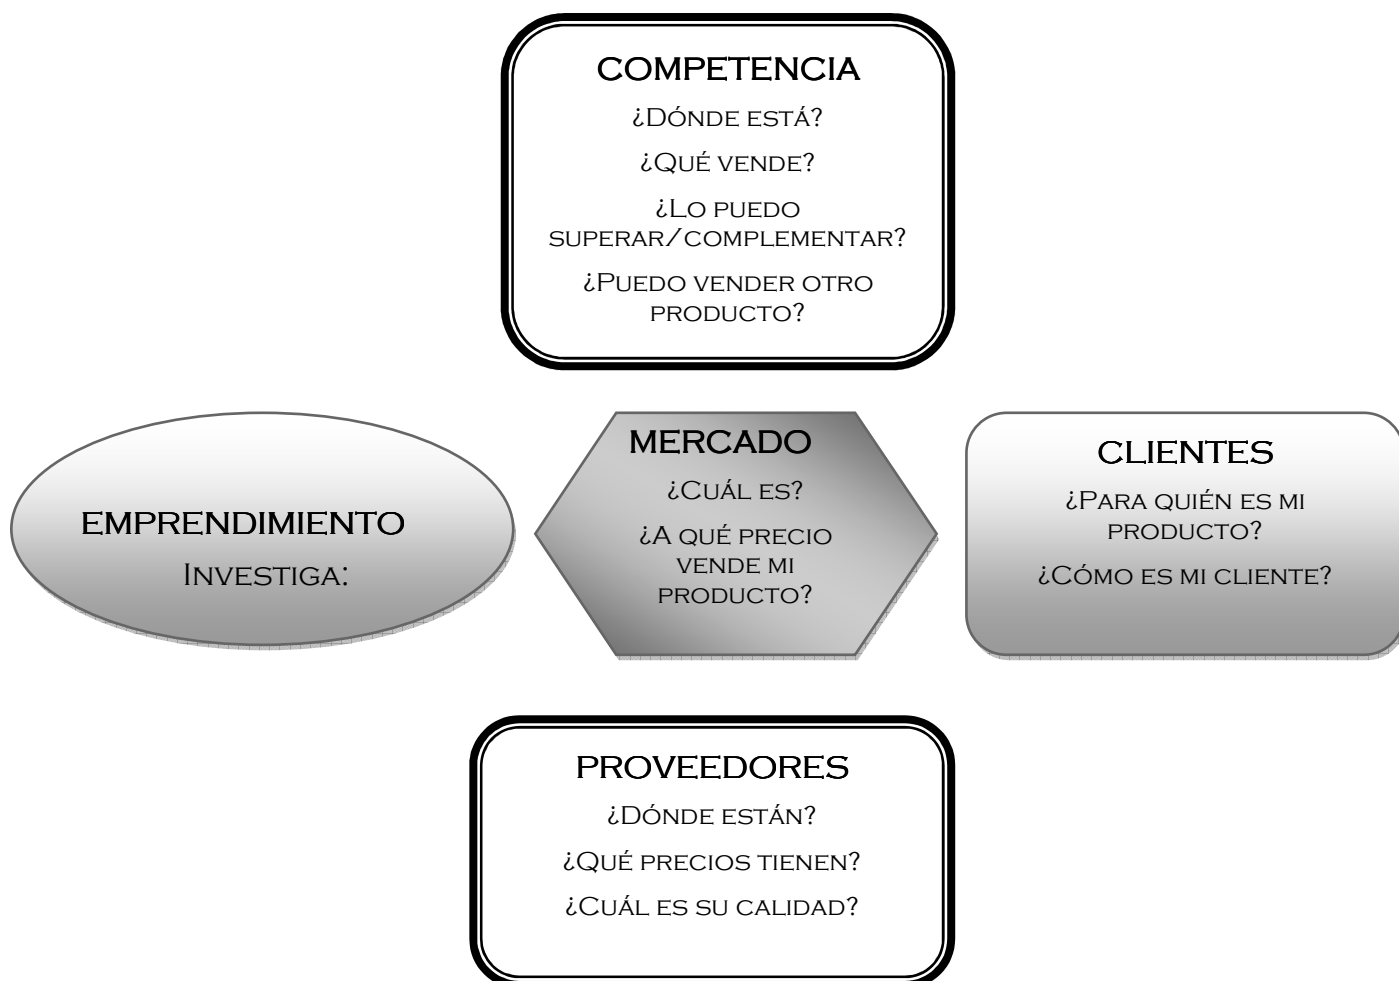 COMPETENCIA
¿Dónde está?
¿Qué vende?
¿Lo puedo
superar/complementar?
¿Puedo vender otro
producto?
EMPRENDIMIENTO
Investiga:
MERCADO
¿Cuál es?
¿A qué precio
vende mi
producto?
CLIENTES
¿Para quién es mi
producto?
¿Cómo es mi cliente?
PROVEEDORES
¿Dónde están?
¿Qué precios tienen?
¿Cuál es su calidad?